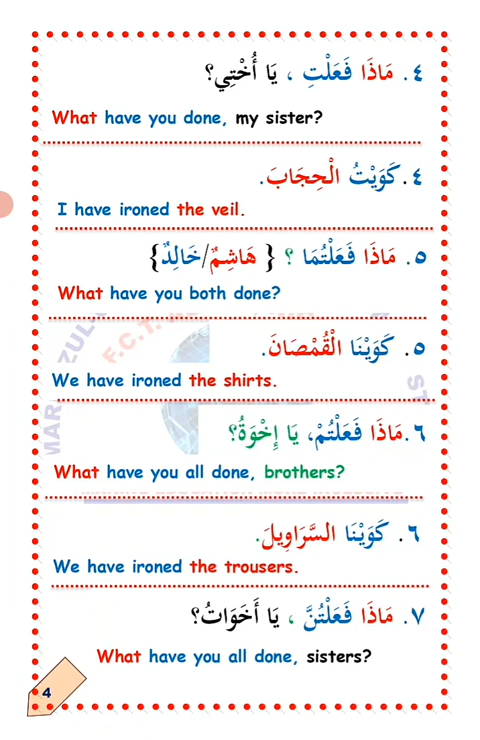 ٤. مَاذَا فَعَلْتِ ، يَا أُخْتِي؟
What have you done, my sister?
٤.كَوَيْتُ الْحِجَابَ.
I have ironed the veil.
٥. مَاذَا فَعَلْتُمَا ؟ { هَاشِمٌ/خَالِدٌ}
What have you both done?
٥. كَوَيْنَا الْقُمْصَانَ.
We have ironed the shirts.
٦.مَاذَا فَعَلْتُمْ، يَا إِخْوَةُ؟
What have you all done, brothers?
٦. كَوَيْنَا السَّرَاوِيلَ.
We have ironed the trousers.
٧. مَاذَا فَعَلْتُنَّ ، يَا أَخَوَاتُ؟
What have you all done, sisters?
4